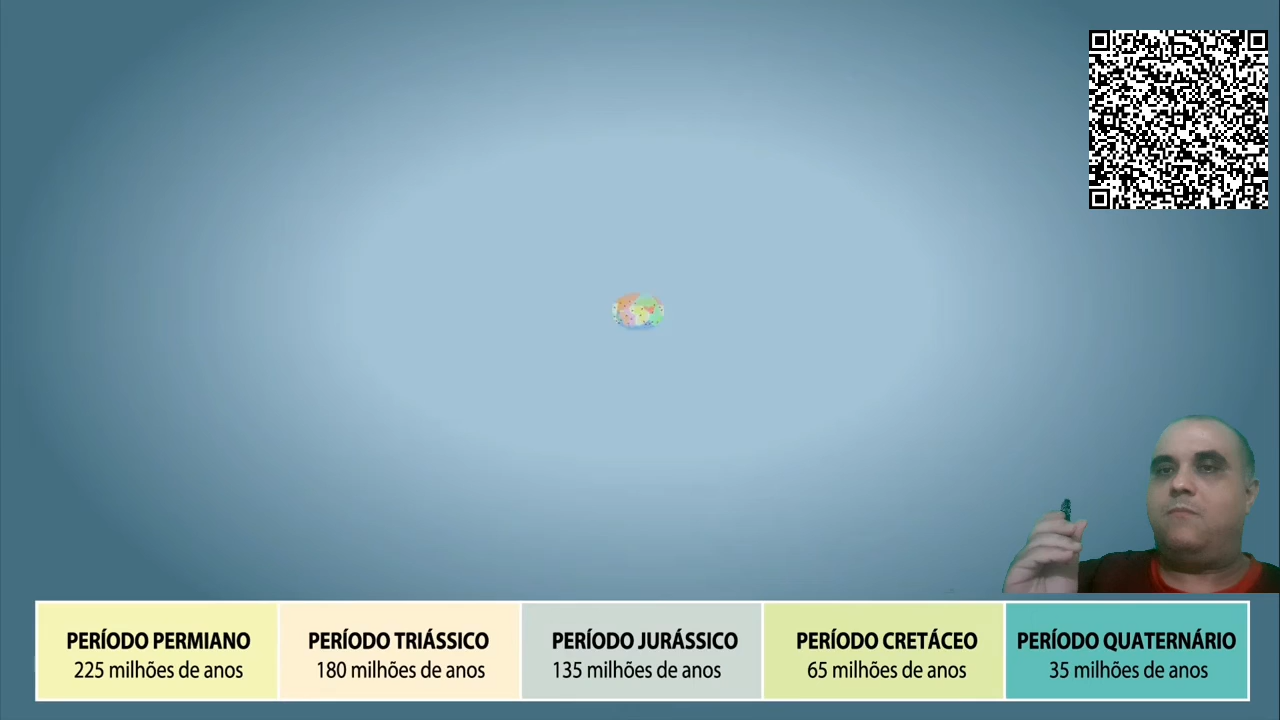 PERÍODO PERMIANO
225 milhões de anos
PERÍODO TRIÁSSICO
180 milhões de anos
PERÍODO JURÁSSICO
135 milhões de anos
PERÍODO CRETÁCEO
65 milhões de anos
PERÍODO QUATERNÁRIO
35 milhões de anos